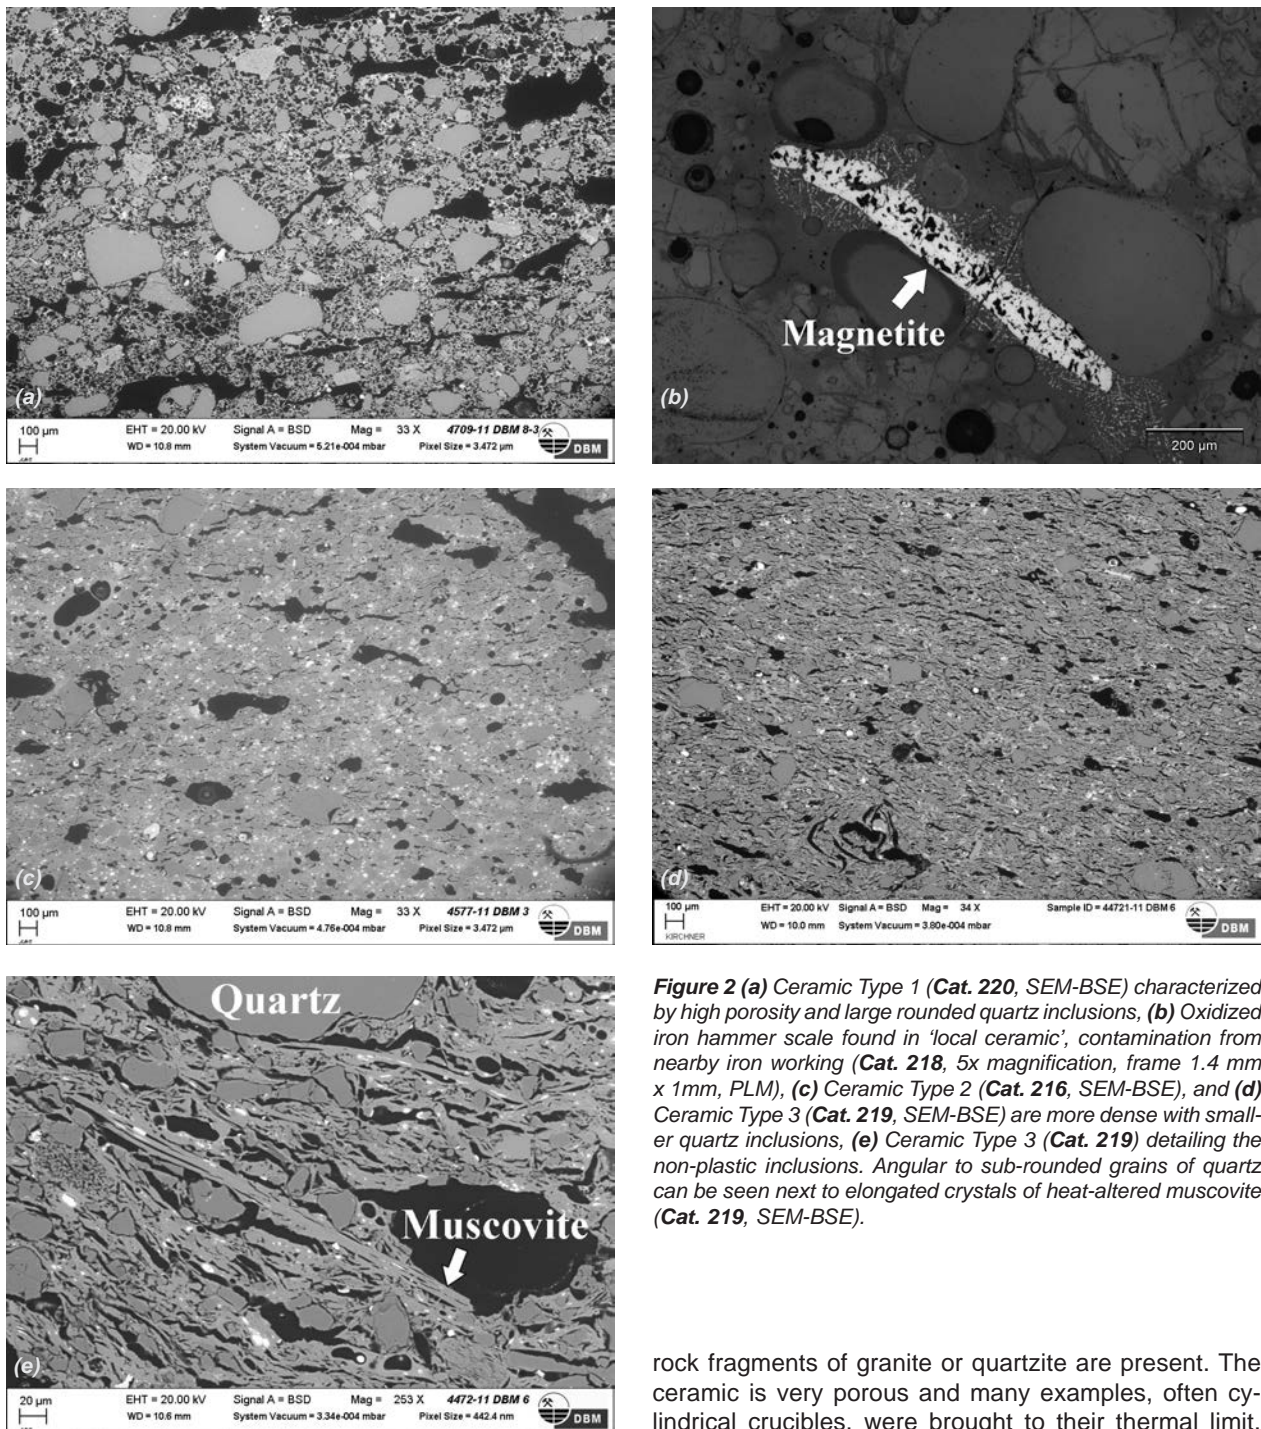 (a)
100 µm EHT = 20.00 kV Signal A = BSD Mag = 33 X 4709-11 DBM 8-3
WD = 10.8 mm System Vacuum = 5.21e-004 mbar Pixel Size = 3.472 µm DBM
Magnetite
(b)
200 µm
(c)
100 µm EHT = 20.00 kV Signal A = BSD Mag = 33 X 4577-11 DBM 3
WD = 10.8 mm System Vacuum = 4.76e-004 mbar Pixel Size = 3.472 µm DBM
(d)
100 µm EHT = 20.00 kV Signal A = BSD Mag = 34 X Sample ID = 44721-11 DBM 6
WD = 10.0 mm System Vacuum = 3.80e-004 mbar DBM
KIRCHNER
Quartz
Muscovite
(e)
20 µm EHT = 20.00 kV Signal A = BSD Mag = 253 X 4472-11 DBM 6
WD = 10.6 mm System Vacuum = 3.34e-004 mbar Pixel Size = 442.4 nm DBM
Figure 2 (a) Ceramic Type 1 (Cat. 220, SEM-BSE) characterized
by high porosity and large rounded quartz inclusions, (b) Oxidized
iron hammer scale found in ‘local ceramic’, contamination from
nearby iron working (Cat. 218, 5x magnification, frame 1.4 mm
x 1mm, PLM), (c) Ceramic Type 2 (Cat. 216, SEM-BSE), and (d)
Ceramic Type 3 (Cat. 219, SEM-BSE) are more dense with small-
er quartz inclusions, (e) Ceramic Type 3 (Cat. 219) detailing the
non-plastic inclusions. Angular to sub-rounded grains of quartz
can be seen next to elongated crystals of heat-altered muscovite
(Cat. 219, SEM-BSE).
rock fragments of granite or quartzite are present. The
ceramic is very porous and many examples, often cy-
lindrical crucibles, were brought to their thermal limit.